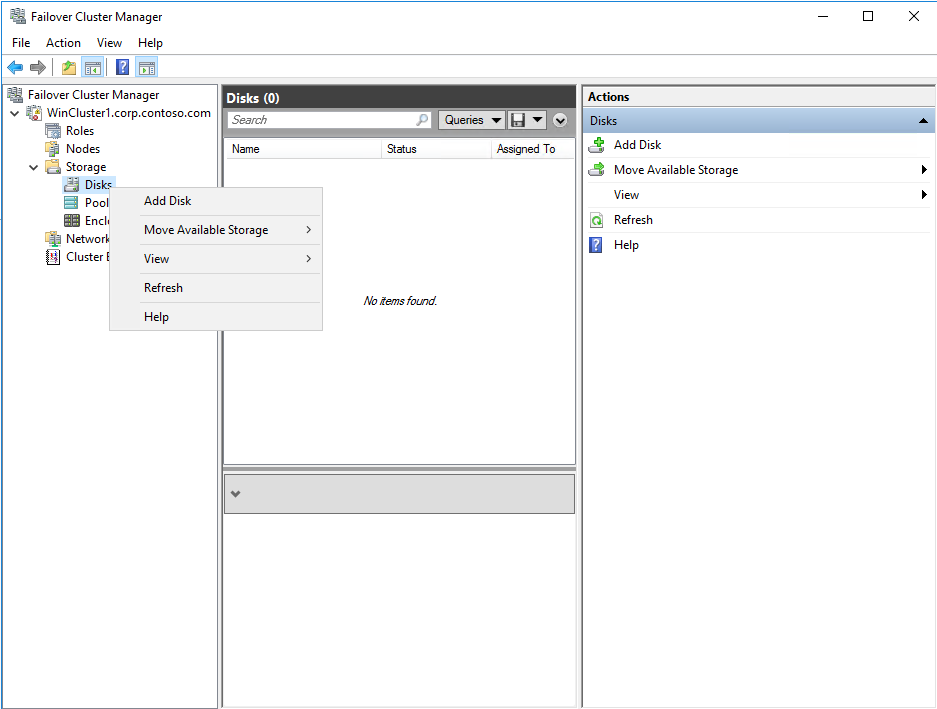 Failover Cluster Manager
File Action View Help
Failover Cluster Manager
WinCluster1.corp.contoso.com
Roles
Nodes
Storage
Disks
Pool
Encl
Network
Cluster E
Add Disk
Move Available Storage
View
Refresh
Help
Disks (0)
Search
Queries
Name Status Assigned To
No items found.
Actions
Disks
Add Disk
Move Available Storage
View
Refresh
Help